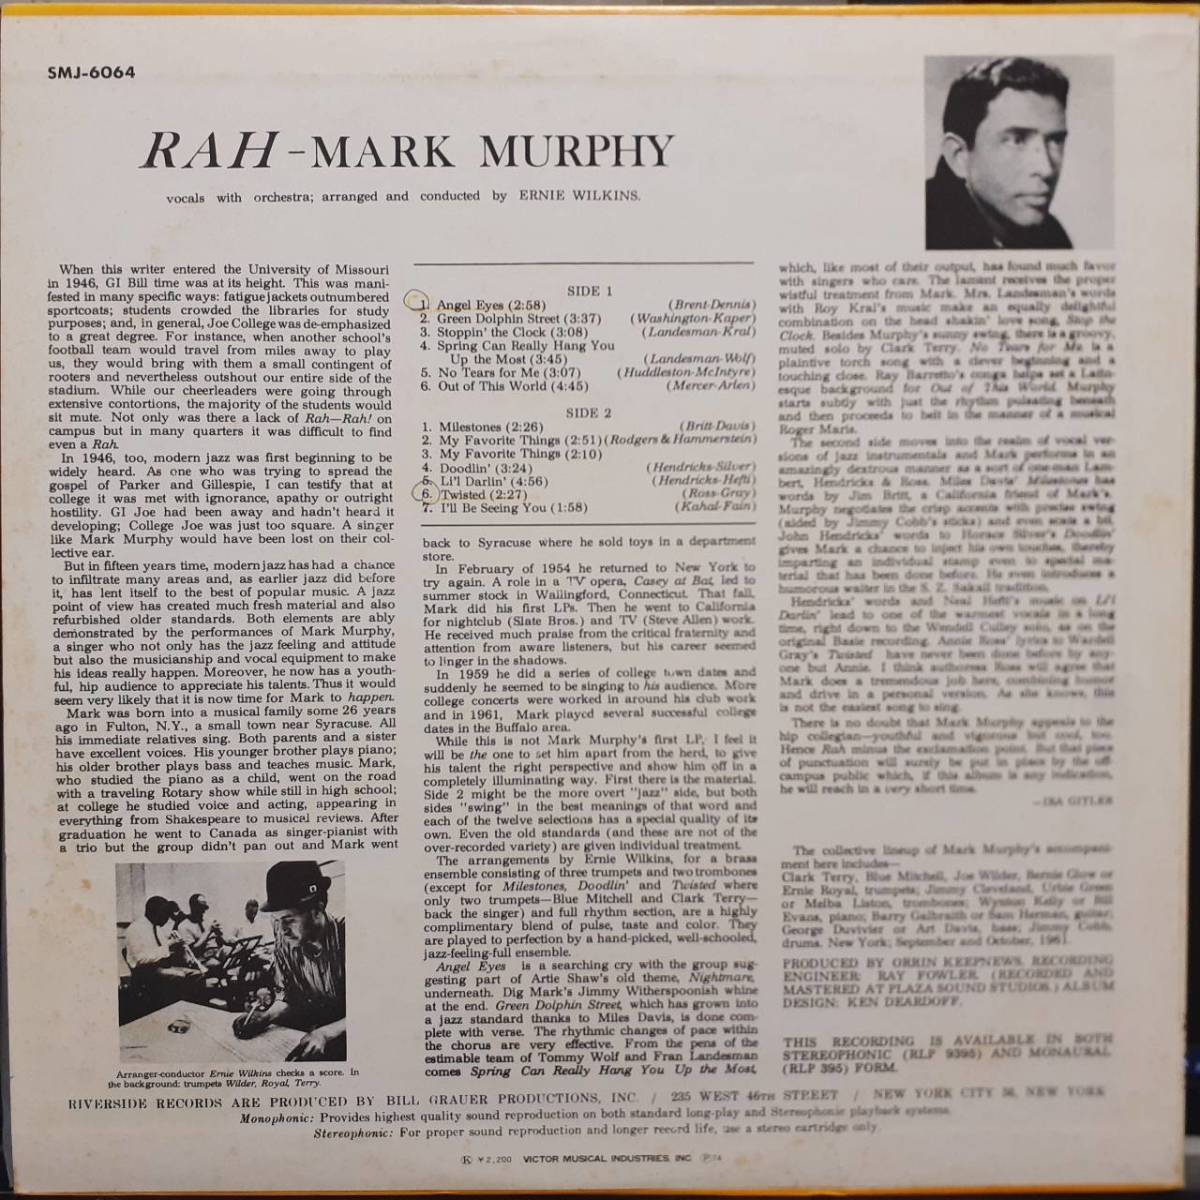 SMJ-6064
RAH-MARK MURPHY
vocals with orchestra; arranged and conducted by ERNIE WILKINS.
When this writer entered the University of Missouri
in 1946, GI Bill time was at its height. This was mani-
fested in many specific ways: fatigue jackets outnumbered
sportcoats; students crowded the libraries for study
purposes; and, in general, Joe College was de-emphasized
to a great degree. For instance, when another school's
football team would travel from miles away to play
us, they would bring with them a small contingent of
rooters and nevertheless outshout our entire side of the
stadium. While our cheerleaders were going through
extensive contortions, the majority of the students would
sit mute. Not only was there a lack of Rah—Rah! on
campus but in many quarters it was difficult to find
even a Rah.
In 1946, too, modern jazz was first beginning to be
widely heard. As one who was trying to spread the
gospel of Parker and Gillespie, I can testify that at
college it was met with ignorance, apathy or outright
hostility. GI Joe had been away and hadn't heard it
developing; College Joe was just too square. A singer
like Mark Murphy would have been lost on their col-
lective ear.
But in fifteen years time, modern jazz has had a chance
to infiltrate many areas and, as earlier jazz did before
it, has lent itself to the best of popular music. A jazz
point of view has created much fresh material and also
refurbished older standards. Both elements are ably
demonstrated by the performances of Mark Murphy,
a singer who not only has the jazz feeling and attitude
but also the musicianship and vocal equipment to make
his ideas really happen. Moreover, he now has a youth-
ful, hip audience to appreciate his talents. Thus it would
seem very likely that it is now time for Mark to happen.
Mark was born into a musical family some 26 years
ago in Fulton, N.Y., a small town near Syracuse. All
his immediate relatives sing. Both parents and a sister
have excellent voices. His younger brother plays piano;
his older brother plays bass and teaches music. Mark,
who studied the piano as a child, went on the road
with a traveling Rotary show while still in high school;
at college he studied voice and acting, appearing in
everything from Shakespeare to musical reviews. After
graduation he went to Canada as singer-pianist with
a trio but the group didn't pan out and Mark went
Arranger-conductor Ernie Wilkins checks a score. In
the background: trumpets Wilder, Royal, Terry.
SIDE 1
1. Angel Eyes (2:58) (Brent-Dennis)
2. Green Dolphin Street (3:37) (Washington-Kaper)
3. Stoppin' the Clock (3:08) (Landesman-Kral)
4. Spring Can Really Hang You
Up the Most (3:45) (Landesman-Wolf)
5. No Tears for Me (3:07) (Huddleston-McIntyre)
6. Out of This World (4:45) (Mercer-Arlen)
SIDE 2
1. Milestones (2:26) (Britt-Davis)
2. My Favorite Things (2:51) (Rodgers & Hammerstein)
3. My Favorite Things (2:10)
4. Doodlin' (3:24) (Hendricks-Silver)
5. Li'l Darlin' (4:56) (Hendricks-Hefti)
6. Twisted (2:27) (Ross-Gray)
7. I'll Be Seeing You (1:58) (Kahal-Fain)
back to Syracuse where he sold toys in a department
store.
In February of 1954 he returned to New York to
try again. A role in a TV opera, Casey at Bat, led to
summer stock in Wallingford, Connecticut. That fall,
Mark did his first LPs. Then he went to California
for nightclub (Slate Bros.) and TV (Steve Allen) work.
He received much praise from the critical fraternity and
attention from aware listeners, but his career seemed
to linger in the shadows.
In 1959 he did a series of college town dates and
suddenly he seemed to be singing to his audience. More
college concerts were worked in around his club work
and in 1961, Mark played several successful college
dates in the Buffalo area.
While this is not Mark Murphy's first LP, I feel it
will be the one to set him apart from the herd, to give
his talent the right perspective and show him off in a
completely illuminating way. First there is the material.
Side 2 might be the more overt "jazz" side, but both
sides "swing" in the best meanings of that word and
each of the twelve selections has a special quality of its
own. Even the old standards (and these are not of the
over-recorded variety) are given individual treatment.
The arrangements by Ernie Wilkins, for a brass
ensemble consisting of three trumpets and two trombones
(except for Milestones, Doodlin' and Twisted where
only two trumpets—Blue Mitchell and Clark Terry—
back the singer) and full rhythm section, are a highly
complimentary blend of pulse, taste and color. They
are played to perfection by a hand-picked, well-schooled,
jazz-feeling-full ensemble.
Angel Eyes is a searching cry with the group sug-
gesting part of Artie Shaw's old theme, Nightmare,
underneath. Dig Mark's Jimmy Witherspoonish whine
at the end. Green Dolphin Street, which has grown into
a jazz standard thanks to Miles Davis, is done com-
plete with verse. The rhythmic changes of pace within
the chorus are very effective. From the pens of the
estimable team of Tommy Wolf and Fran Landesman
comes Spring Can Really Hang You Up the Most,
which, like most of their output, has found much favor
with singers who care. The lament receives the proper
wistful treatment from Mark. Mrs. Landesman's words
with Roy Kral's music make an equally delightful
combination on the head shakin' love song, Stop the
Clock. Besides Murphy's sunny swing, there is a groovy,
muted solo by Clark Terry. No Tears for Me is a
plaintive torch song with a clever beginning and a
touching close. Ray Barretto's conga helps set a Latin-
esque background for Out of This World. Murphy
starts subtly with just the rhythm pulsating beneath
and then proceeds to belt in the manner of a musical
Roger Maris.
The second side moves into the realm of vocal ver-
sions of jazz instrumentals and Mark performs in an
amazingly dextrous manner as a sort of one-man Lam-
bert, Hendricks & Ross. Miles Davis' Milestones has
words by Jim Britt, a California friend of Mark's.
Murphy negotiates the crisp accents with precise swing
(aided by Jimmy Cobb's sticks) and even scats a bit.
John Hendricks' words to Horace Silver's Doodlin'
gives Mark a chance to inject his own touches, thereby
imparting an individual stamp even to special ma-
terial that has been done before. He even introduces a
humorous waiter in the S. Z. Sakall tradition.
Hendricks' words and Neal Hefti's music on Li'l
Darlin' lead to one of the warmest vocals in a long
time, right down to the Wendell Culley solo, as on the
original Basie recording. Annie Ross' lyrics to Wardell
Gray's Twisted have never been done before by any-
one but Annie. I think authoress Ross will agree that
Mark does a tremendous job here, combining humor
and drive in a personal version. As she knows, this
is not the easiest song to sing.
There is no doubt that Mark Murphy appeals to the
hip collegian—youthful and vigorous but cool, too.
Hence Rah minus the exclamation point. But that piece
of punctuation will surely be put in place by the off-
campus public which, if this album is any indication,
he will reach in a very short time.
—IRA GITLER
The collective lineup of Mark Murphy's accompani-
ment here includes—
Clark Terry, Blue Mitchell, Joe Wilder, Bernie Glow or
Ernie Royal, trumpets; Jimmy Cleveland, Urbie Green
or Melba Liston, trombones; Wynton Kelly or Bill
Evans, piano; Barry Galbraith or Sam Herman, guitar;
George Duvivier or Art Davis, bass; Jimmy Cobb,
drums. New York; September and October, 1961.
PRODUCED BY ORRIN KEEPNEWS. RECORDING
ENGINEER: RAY FOWLER. (RECORDED AND
MASTERED AT PLAZA SOUND STUDIOS.) ALBUM
DESIGN: KEN DEARDOFF.
THIS RECORDING IS AVAILABLE IN BOTH
STEREOPHONIC (RLP 9395) AND MONAURAL
(RLP 395) FORM.
RIVERSIDE RECORDS ARE PRODUCED BY BILL GRAUER PRODUCTIONS, INC. / 235 WEST 46TH STREET / NEW YORK CITY 36, NEW YORK
Monophonic: Provides highest quality sound reproduction on both standard long-play and Stereophonic playback systems.
Stereophonic: For proper sound reproduction and longer record life, use a stereo cartridge only.
Ⓚ ¥2,200 VICTOR MUSICAL INDUSTRIES, INC. Ⓟ'74